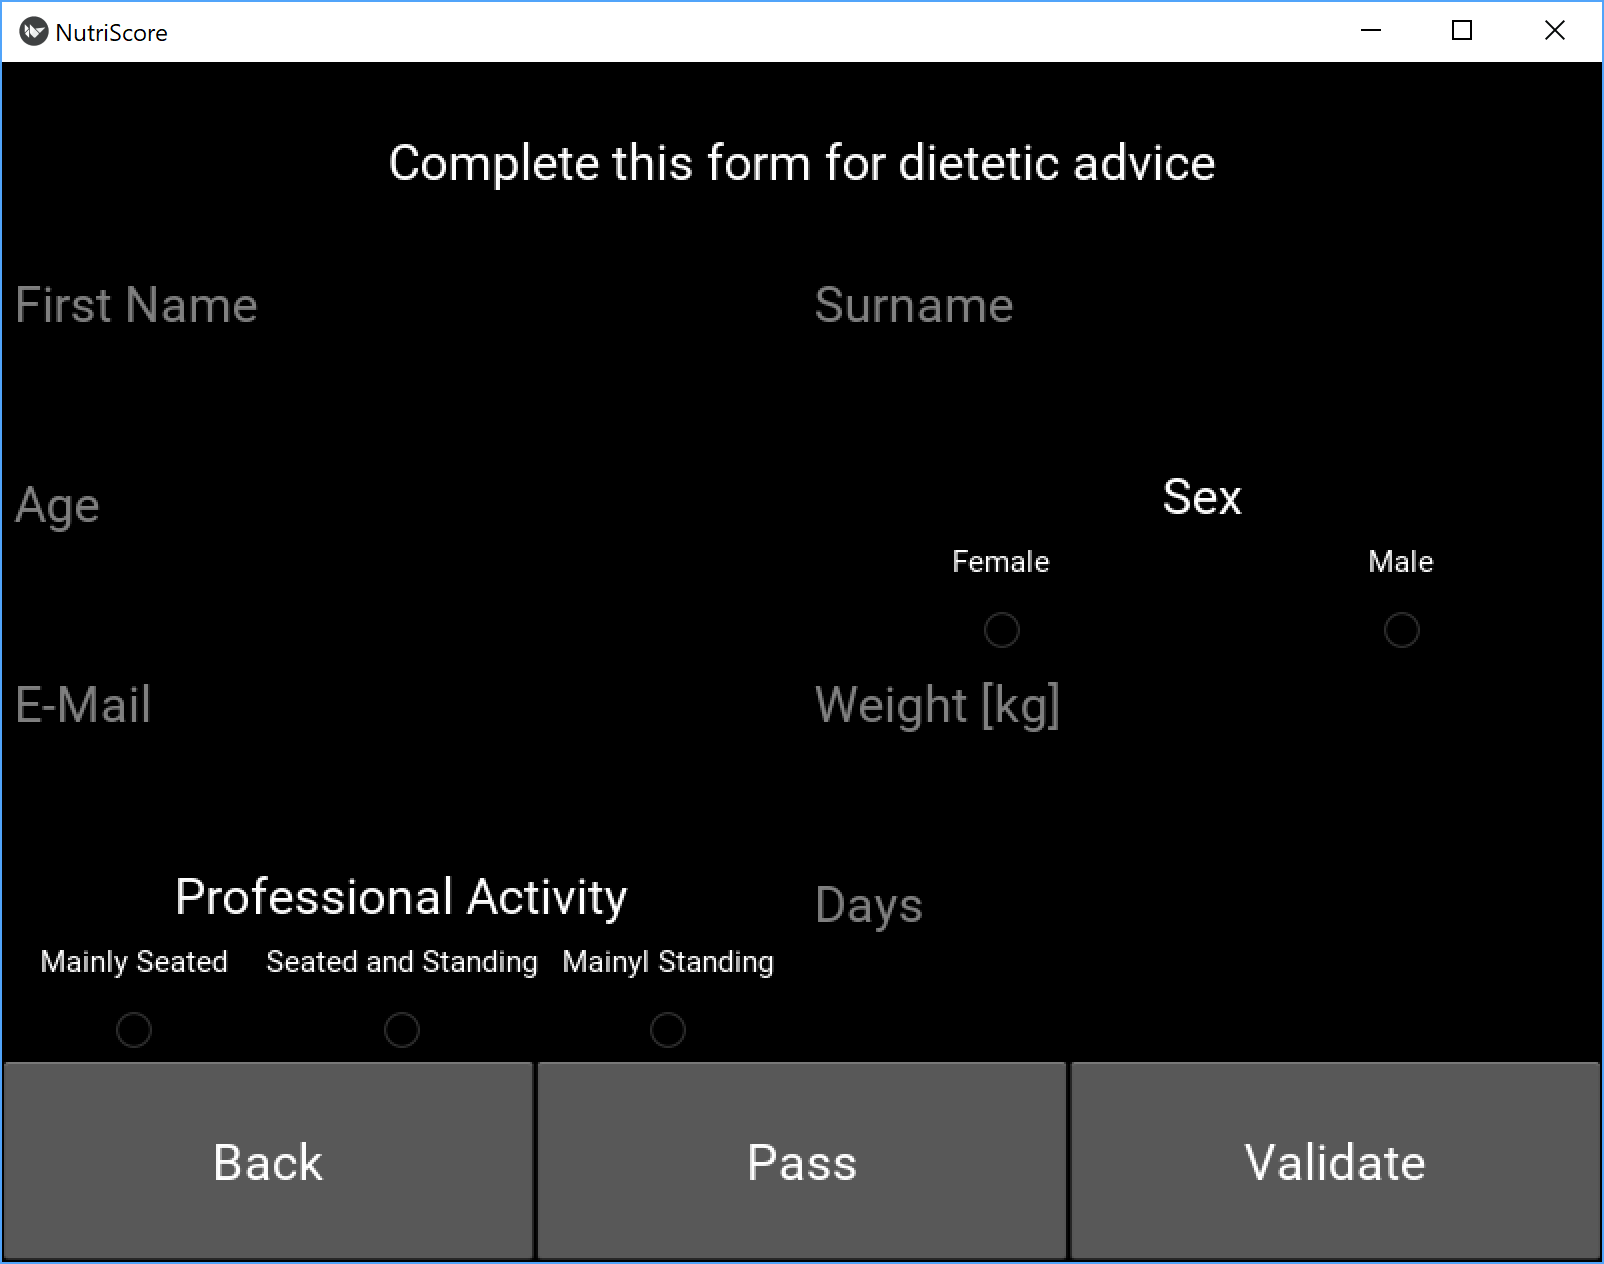 NutriScore
Complete this form for dietetic advice
First Name
Surname
Age
Sex
Female
Male
E-Mail
Weight [kg]
Professional Activity
Days
Mainly Seated
Seated and Standing
Mainyl Standing
Back
Pass
Validate